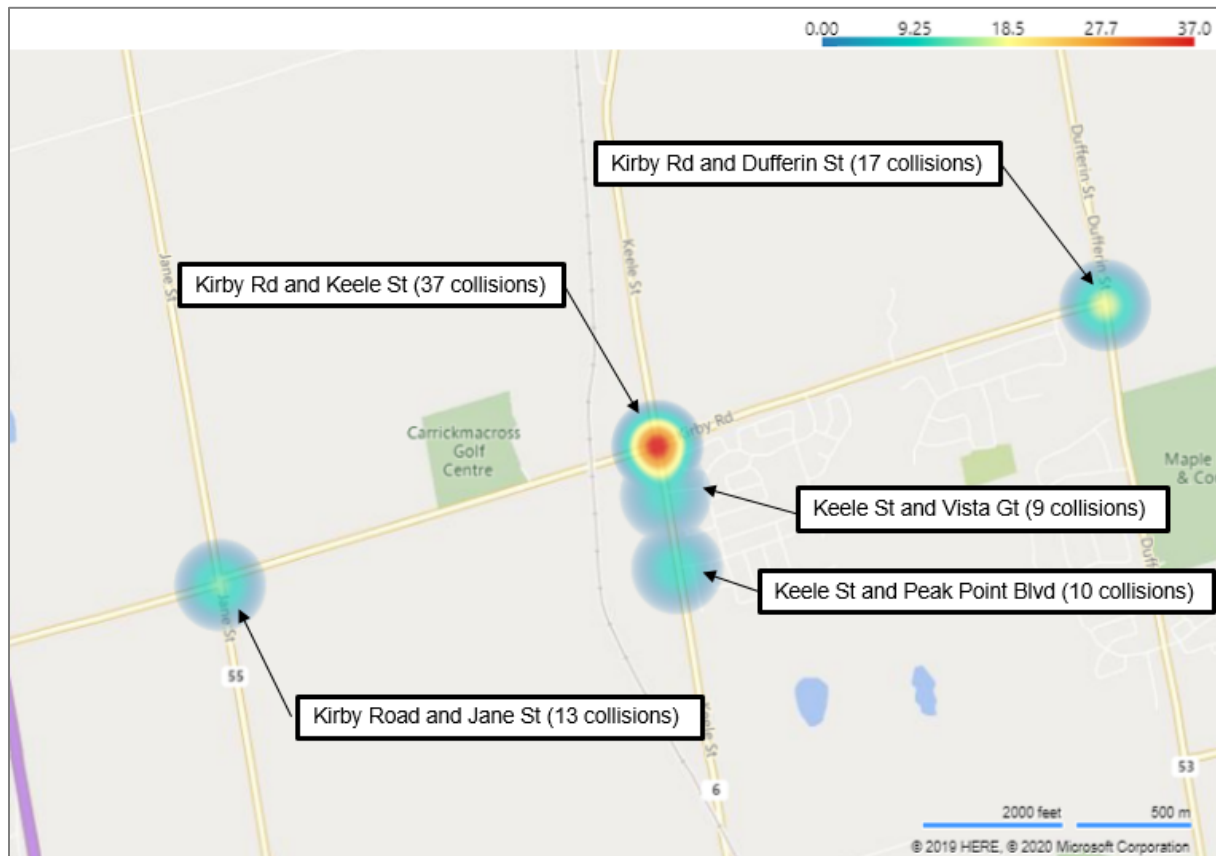 0.00 9.25 18.5 27.7 37.0
Kirby Rd and Dufferin St (17 collisions)
Dufferin St
Dufferin St
Keele St
Jane St
Kirby Rd and Keele St (37 collisions)
Kirby Rd
Carrickmacross
Golf
Centre
Maple
& Cou
Keele St and Vista Gt (9 collisions)
Duff
Keele St and Peak Point Blvd (10 collisions)
Jane St
55
Kirby Road and Jane St (13 collisions)
Keele St
53
6
2000 feet 500 m
© 2019 HERE, © 2020 Microsoft Corporation